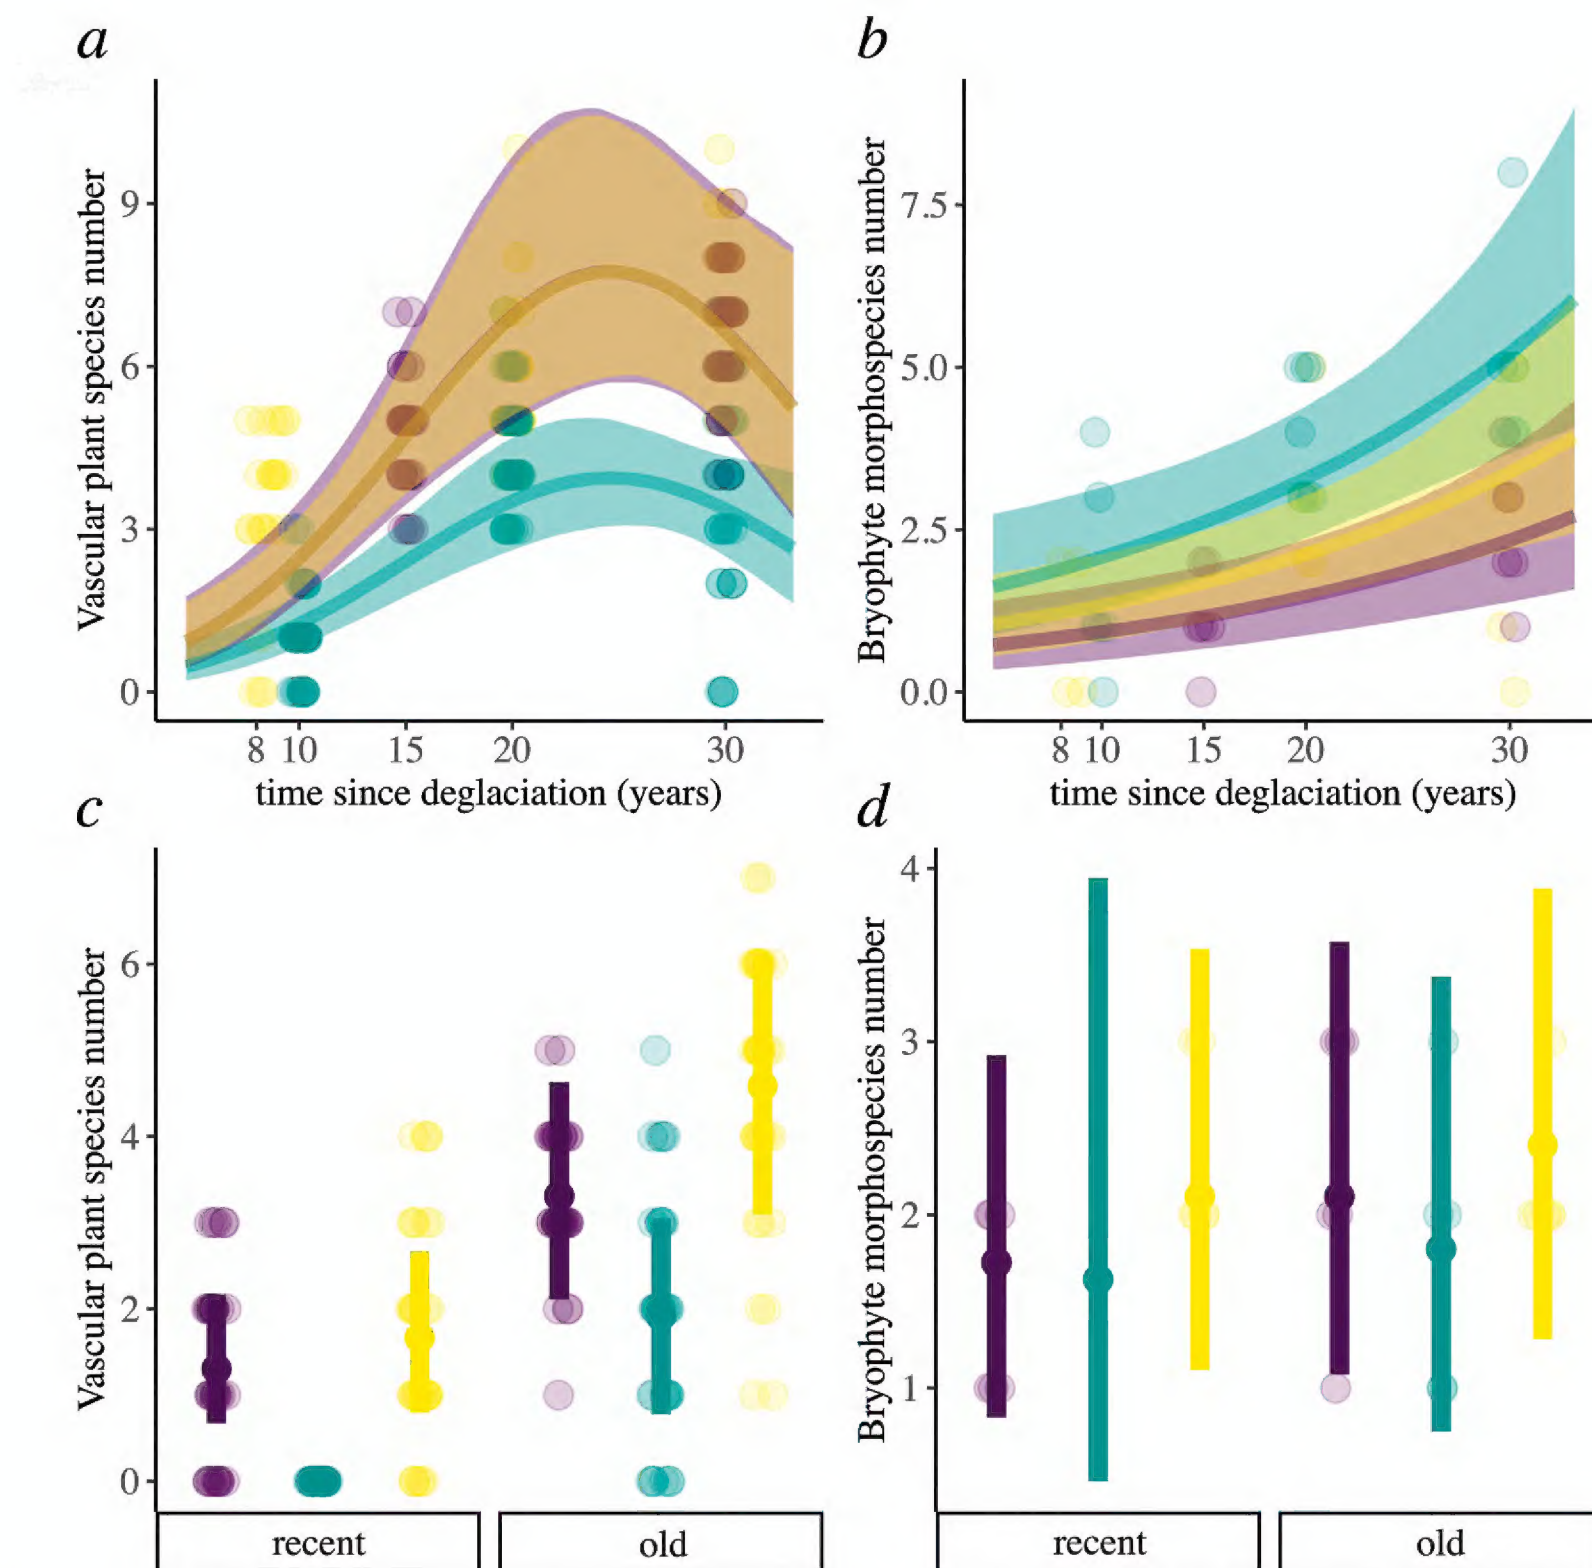 a
b
Vascular plant species number
9
6
3
0
8 10 15 20 30
time since deglaciation (years)
Bryophyte morphospecies number
7.5
5.0
2.5
0.0
8 10 15 20 30
time since deglaciation (years)
c
d
Vascular plant species number
6
4
2
0
recent old
Bryophyte morphospecies number
4
3
2
1
recent old